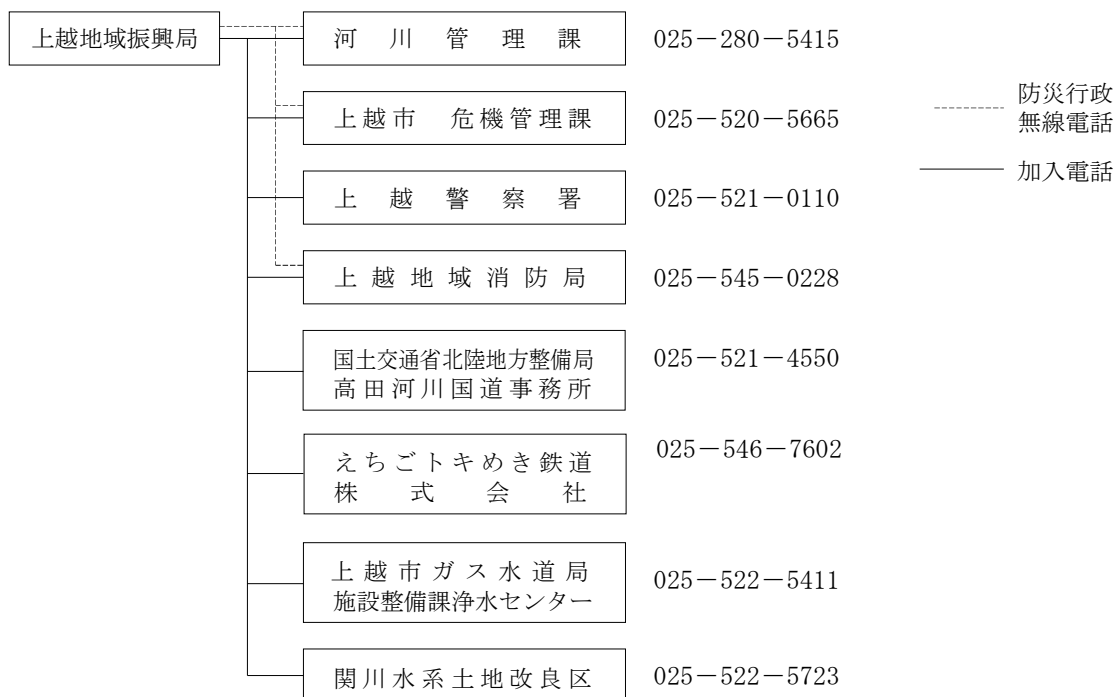 上越地域振興局
河川管理課 025－280－5415
上越市 危機管理課 025－520－5665
防災行政
無線電話
加入電話
上越警察署 025－521－0110
上越地域消防局 025－545－0228
国土交通省北陸地方整備局
高田河川国道事務所
025－521－4550
えちごトキめき鉄道
株式会社
025－546－7602
上越市ガス水道局
施設整備課浄水センター
025－522－5411
関川水系土地改良区 025－522－5723